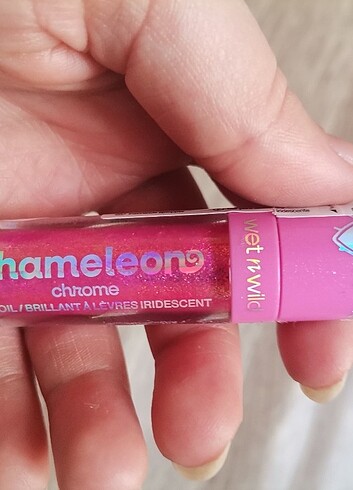 hameleon
chrome
OIL / BRILLANT À LÈVRES IRIDESCENT
wet n wild